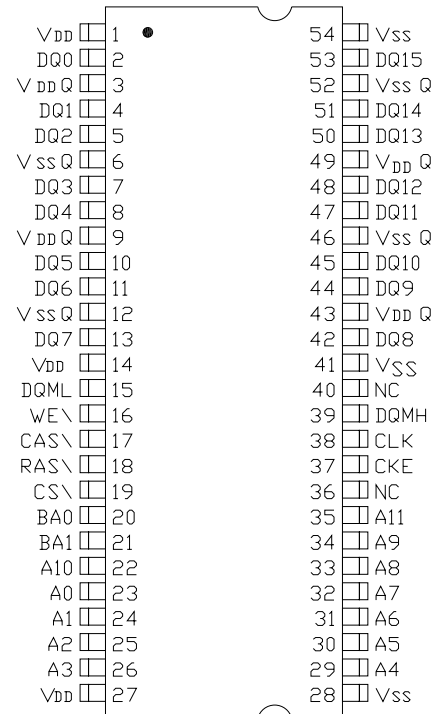 VDD 1 54 VSS
DQ0 2 53 DQ15
VDDQ 3 52 VSS Q
DQ1 4 51 DQ14
DQ2 5 50 DQ13
VSSQ 6 49 VDD Q
DQ3 7 48 DQ12
DQ4 8 47 DQ11
VDDQ 9 46 VSS Q
DQ5 10 45 DQ10
DQ6 11 44 DQ9
VSSQ 12 43 VDD Q
DQ7 13 42 DQ8
VDD 14 41 VSS
DQML 15 40 NC
WE\ 16 39 DQMH
CAS\ 17 38 CLK
RAS\ 18 37 CKE
CS\ 19 36 NC
BA0 20 35 A11
BA1 21 34 A9
A10 22 33 A8
A0 23 32 A7
A1 24 31 A6
A2 25 30 A5
A3 26 29 A4
VDD 27 28 VSS